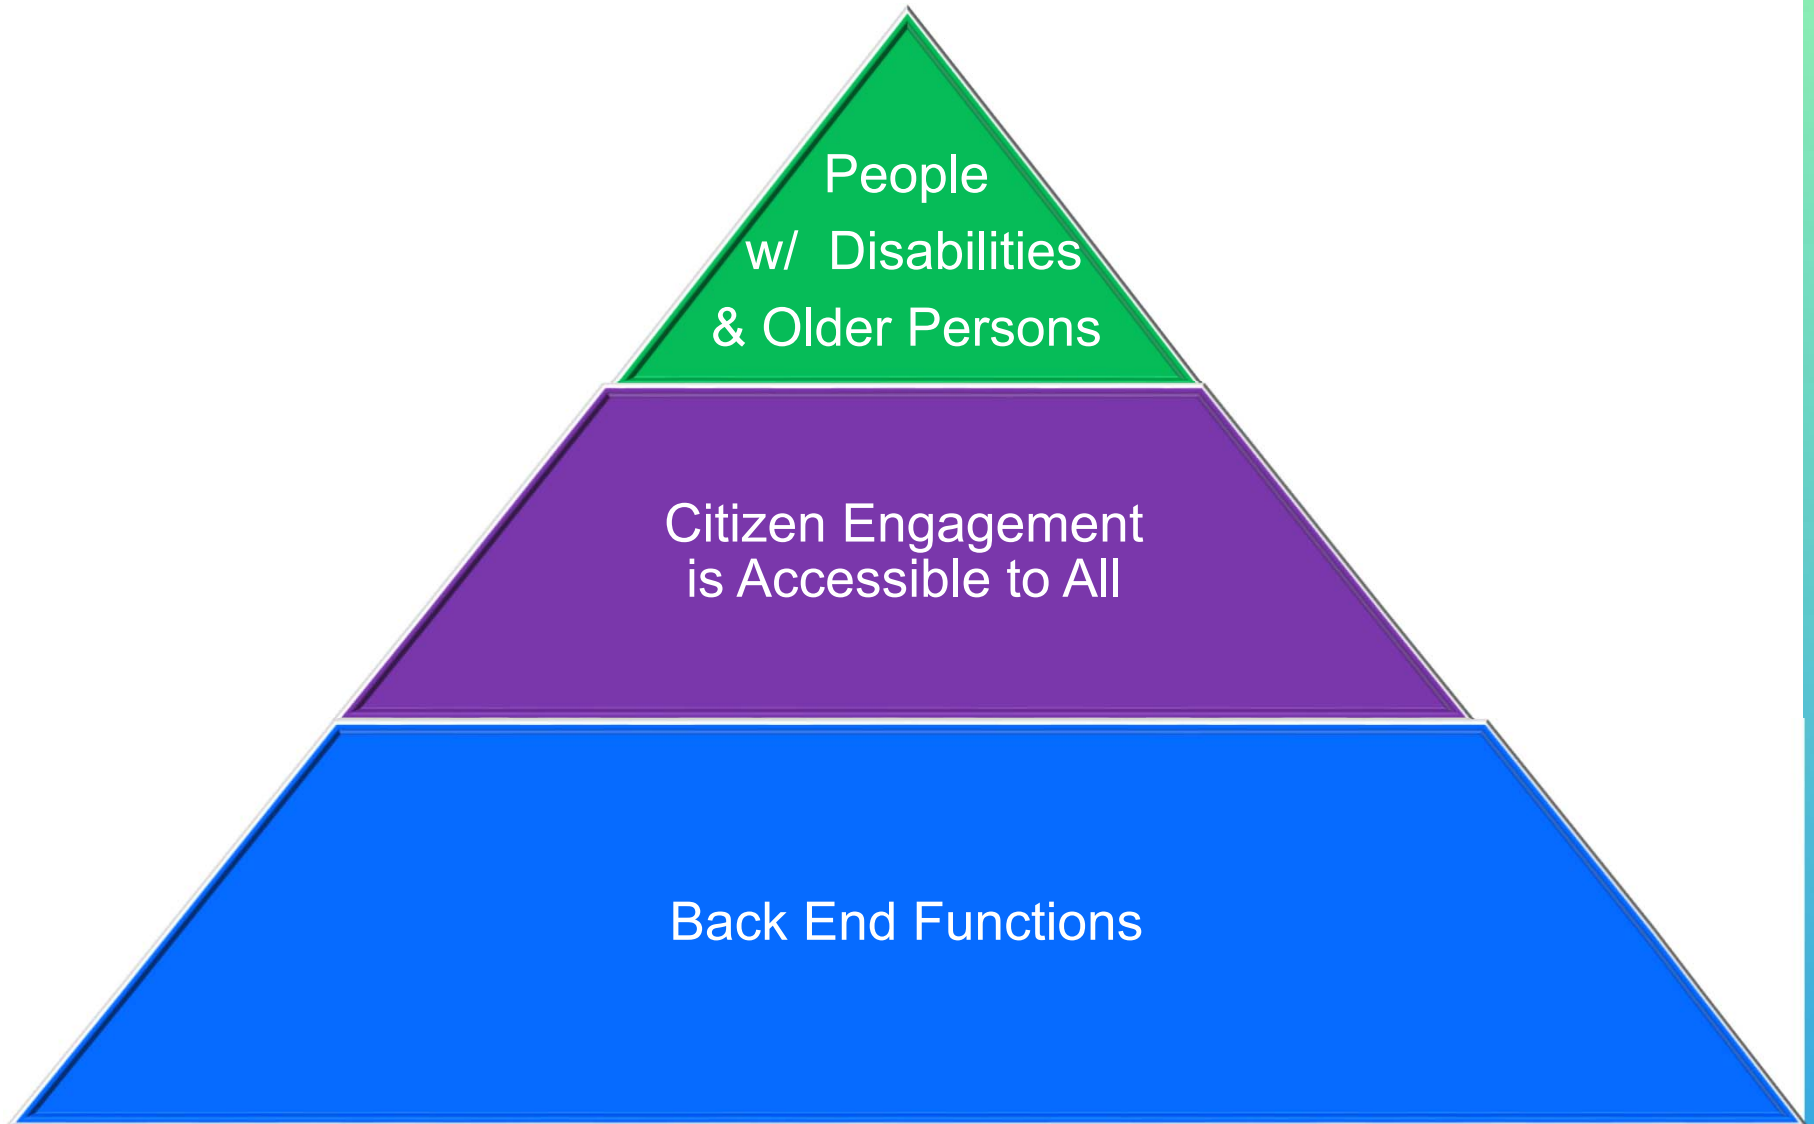 People
w/ Disabilities
& Older Persons
Citizen Engagement
is Accessible to All
Back End Functions